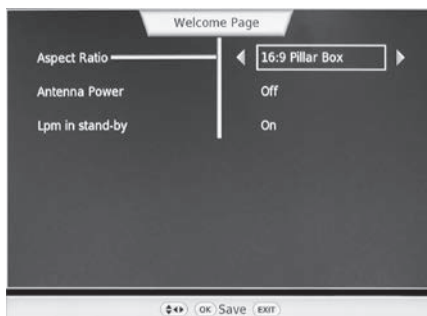 Welcome Page
Aspect Ratio 16:9 Pillar Box
Antenna Power Off
Lpm in stand-by On
OK Save EXIT